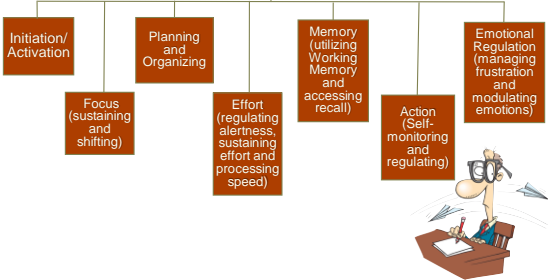 Initiation/
Activation
Focus
(sustaining
and
shifting)
Planning
and
Organizing
Effort
(regulating
alertness,
sustaining
effort and
processing
speed)
Memory
(utilizing
Working
Memory
and
accessing
recall)
Action
(Self-
monitoring
and
regulating)
Emotional
Regulation
(managing
frustration
and
modulating
emotions)